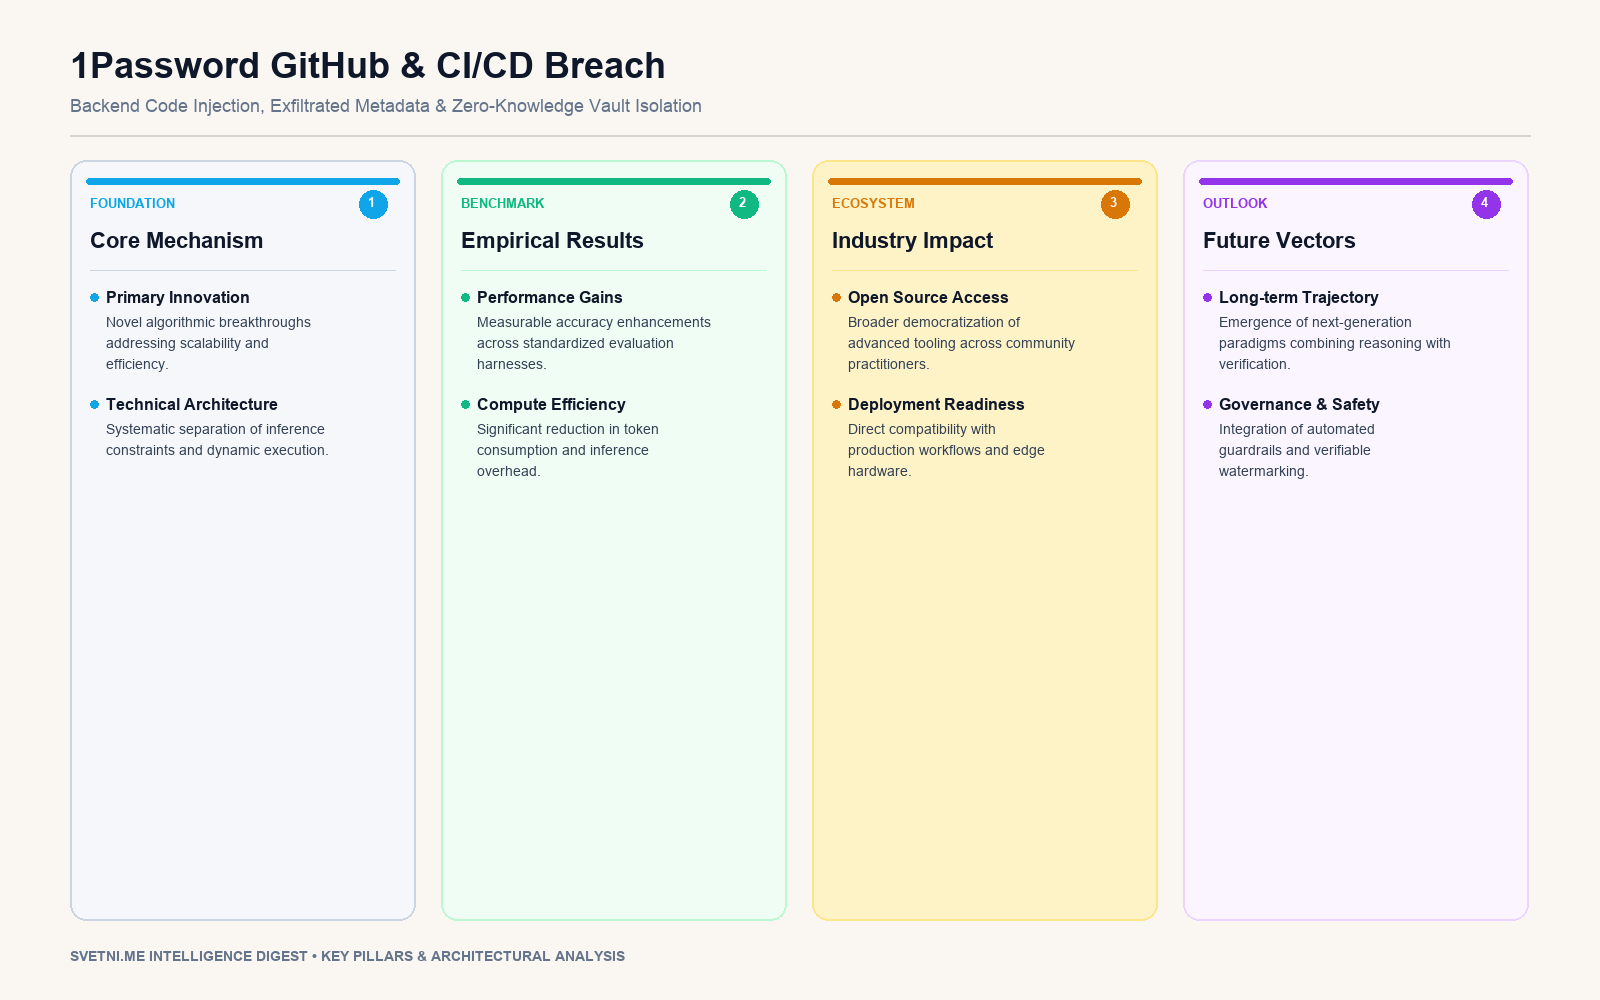 1Password GitHub & CI/CD Breach
Backend Code Injection, Exfiltrated Metadata & Zero-Knowledge Vault Isolation
FOUNDATION
1
Core Mechanism
Primary Innovation
Novel algorithmic breakthroughs
addressing scalability and
efficiency.
Technical Architecture
Systematic separation of inference
constraints and dynamic execution.
BENCHMARK
2
Empirical Results
Performance Gains
Measurable accuracy enhancements
across standardized evaluation
harnesses.
Compute Efficiency
Significant reduction in token
consumption and inference
overhead.
ECOSYSTEM
3
Industry Impact
Open Source Access
Broader democratization of
advanced tooling across community
practitioners.
Deployment Readiness
Direct compatibility with
production workflows and edge
hardware.
OUTLOOK
4
Future Vectors
Long-term Trajectory
Emergence of next-generation
paradigms combining reasoning with
verification.
Governance & Safety
Integration of automated
guardrails and verifiable
watermarking.
SVETNI.ME INTELLIGENCE DIGEST • KEY PILLARS & ARCHITECTURAL ANALYSIS